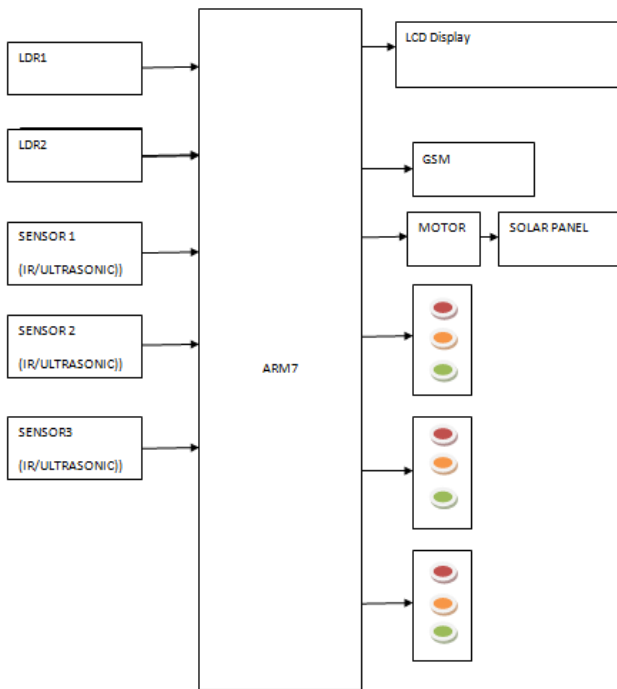 LDR1
LDR2
SENSOR 1
(IR/ULTRASONIC))
SENSOR 2
(IR/ULTRASONIC))
SENSOR3
(IR/ULTRASONIC))
ARM7
LCD Display
GSM
MOTOR
SOLAR PANEL